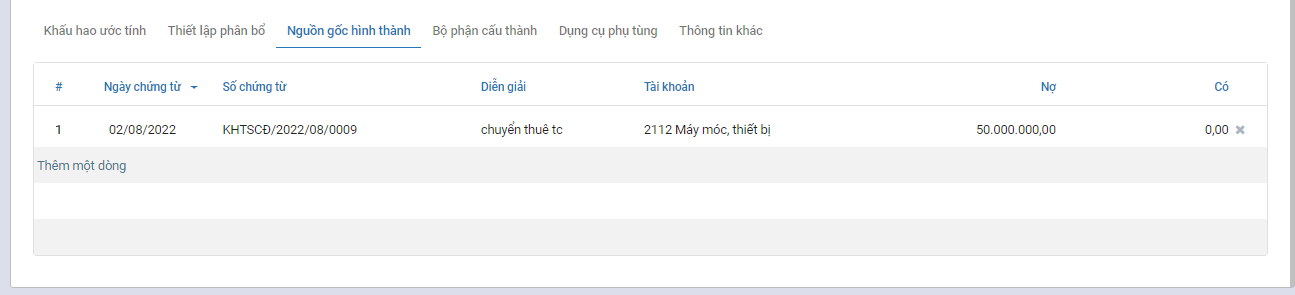 Khấu hao ước tính Thiết lập phân bổ Nguồn gốc hình thành Bộ phận cấu thành Dụng cụ phụ tùng Thông tin khác
# Ngày chứng từ Số chứng từ Diễn giải Tài khoản Nợ Có
1 02/08/2022 KHTSCĐ/2022/08/0009 chuyển thuê tc 2112 Máy móc, thiết bị 50.000.000,00 0,00
Thêm một dòng